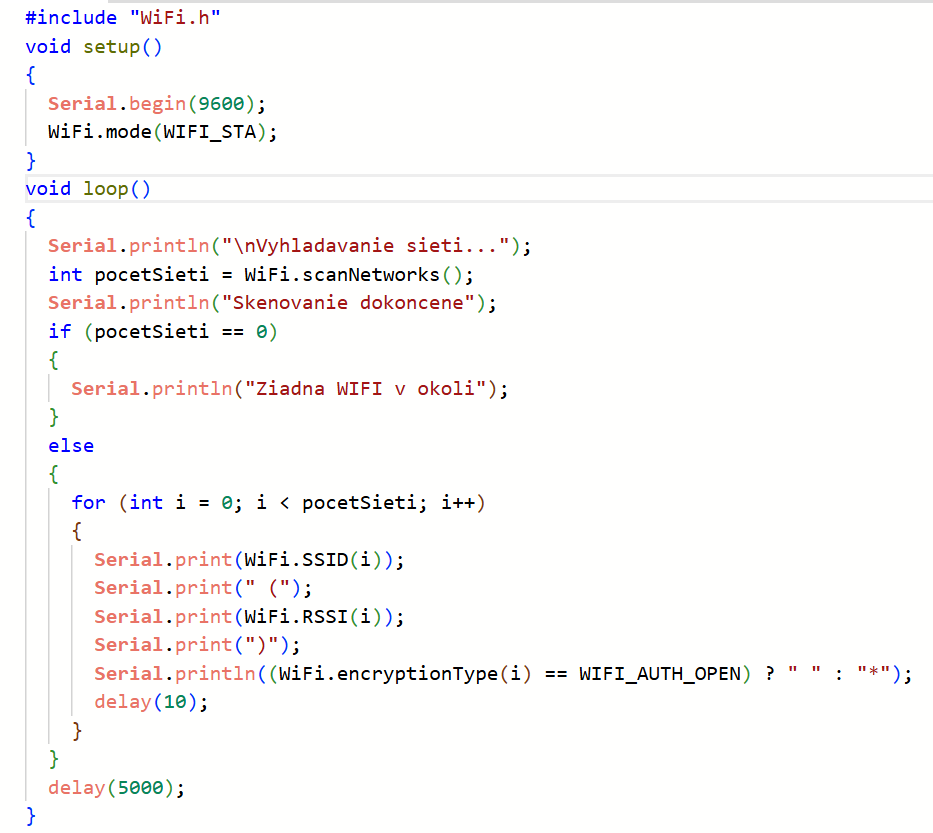 #include "WiFi.h"
void setup()
{
  Serial.begin(9600);
  WiFi.mode(WIFI_STA);
}
void loop()
{
  Serial.println("\nVyhladavanie sieti...");
  int pocetSieti = WiFi.scanNetworks();
  Serial.println("Skenovanie dokoncene");
  if (pocetSieti == 0)
  {
    Serial.println("Ziadna WIFI v okoli");
  }
  else
  {
    for (int i = 0; i < pocetSieti; i++)
    {
      Serial.print(WiFi.SSID(i));
      Serial.print(" (");
      Serial.print(WiFi.RSSI(i));
      Serial.print(")");
      Serial.println((WiFi.encryptionType(i) == WIFI_AUTH_OPEN) ? " " : "*");
      delay(10);
    }
  }
  delay(5000);
}